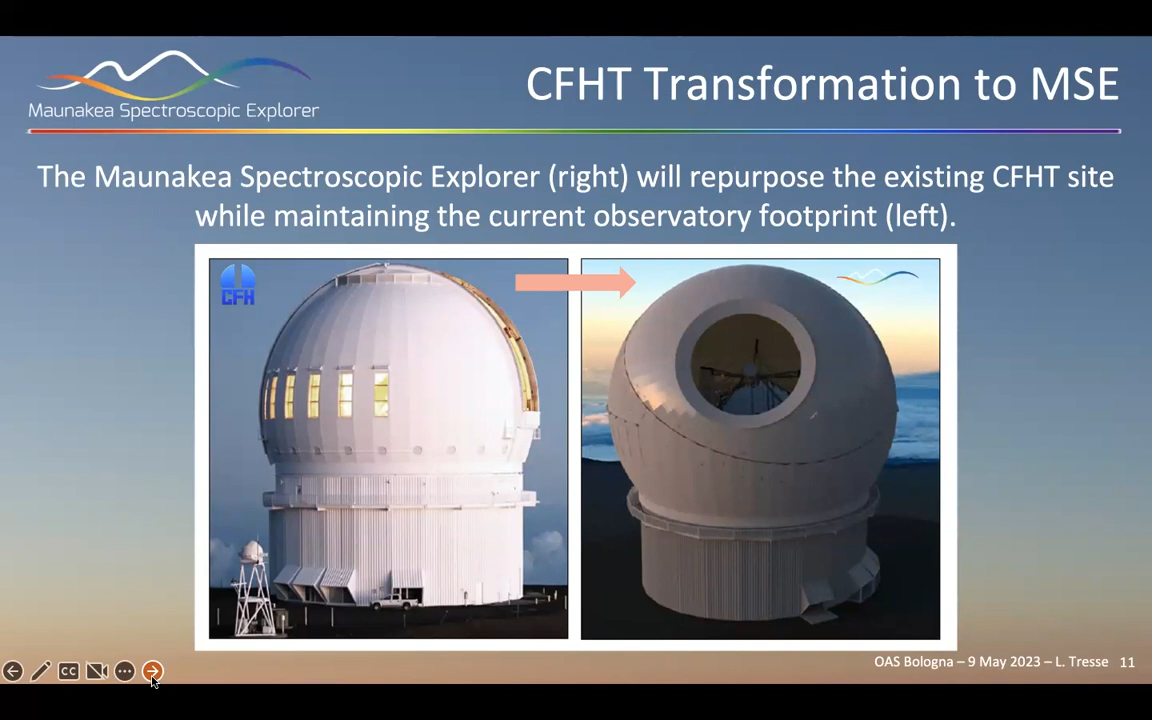 Maunakea Spectroscopic Explorer
CFHT Transformation to MSE
The Maunakea Spectroscopic Explorer (right) will repurpose the existing CFHT site
while maintaining the current observatory footprint (left).
CFH
OAS Bologna – 9 May 2023 – L. Tresse 11
CC